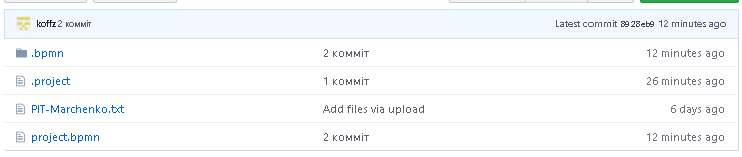 koffz 2 комміт Latest commit 8928eb9 12 minutes ago
.bpmn 2 комміт 12 minutes ago
.project 1 комміт 26 minutes ago
PIT-Marchenko.txt Add files via upload 6 days ago
project.bpmn 2 комміт 12 minutes ago